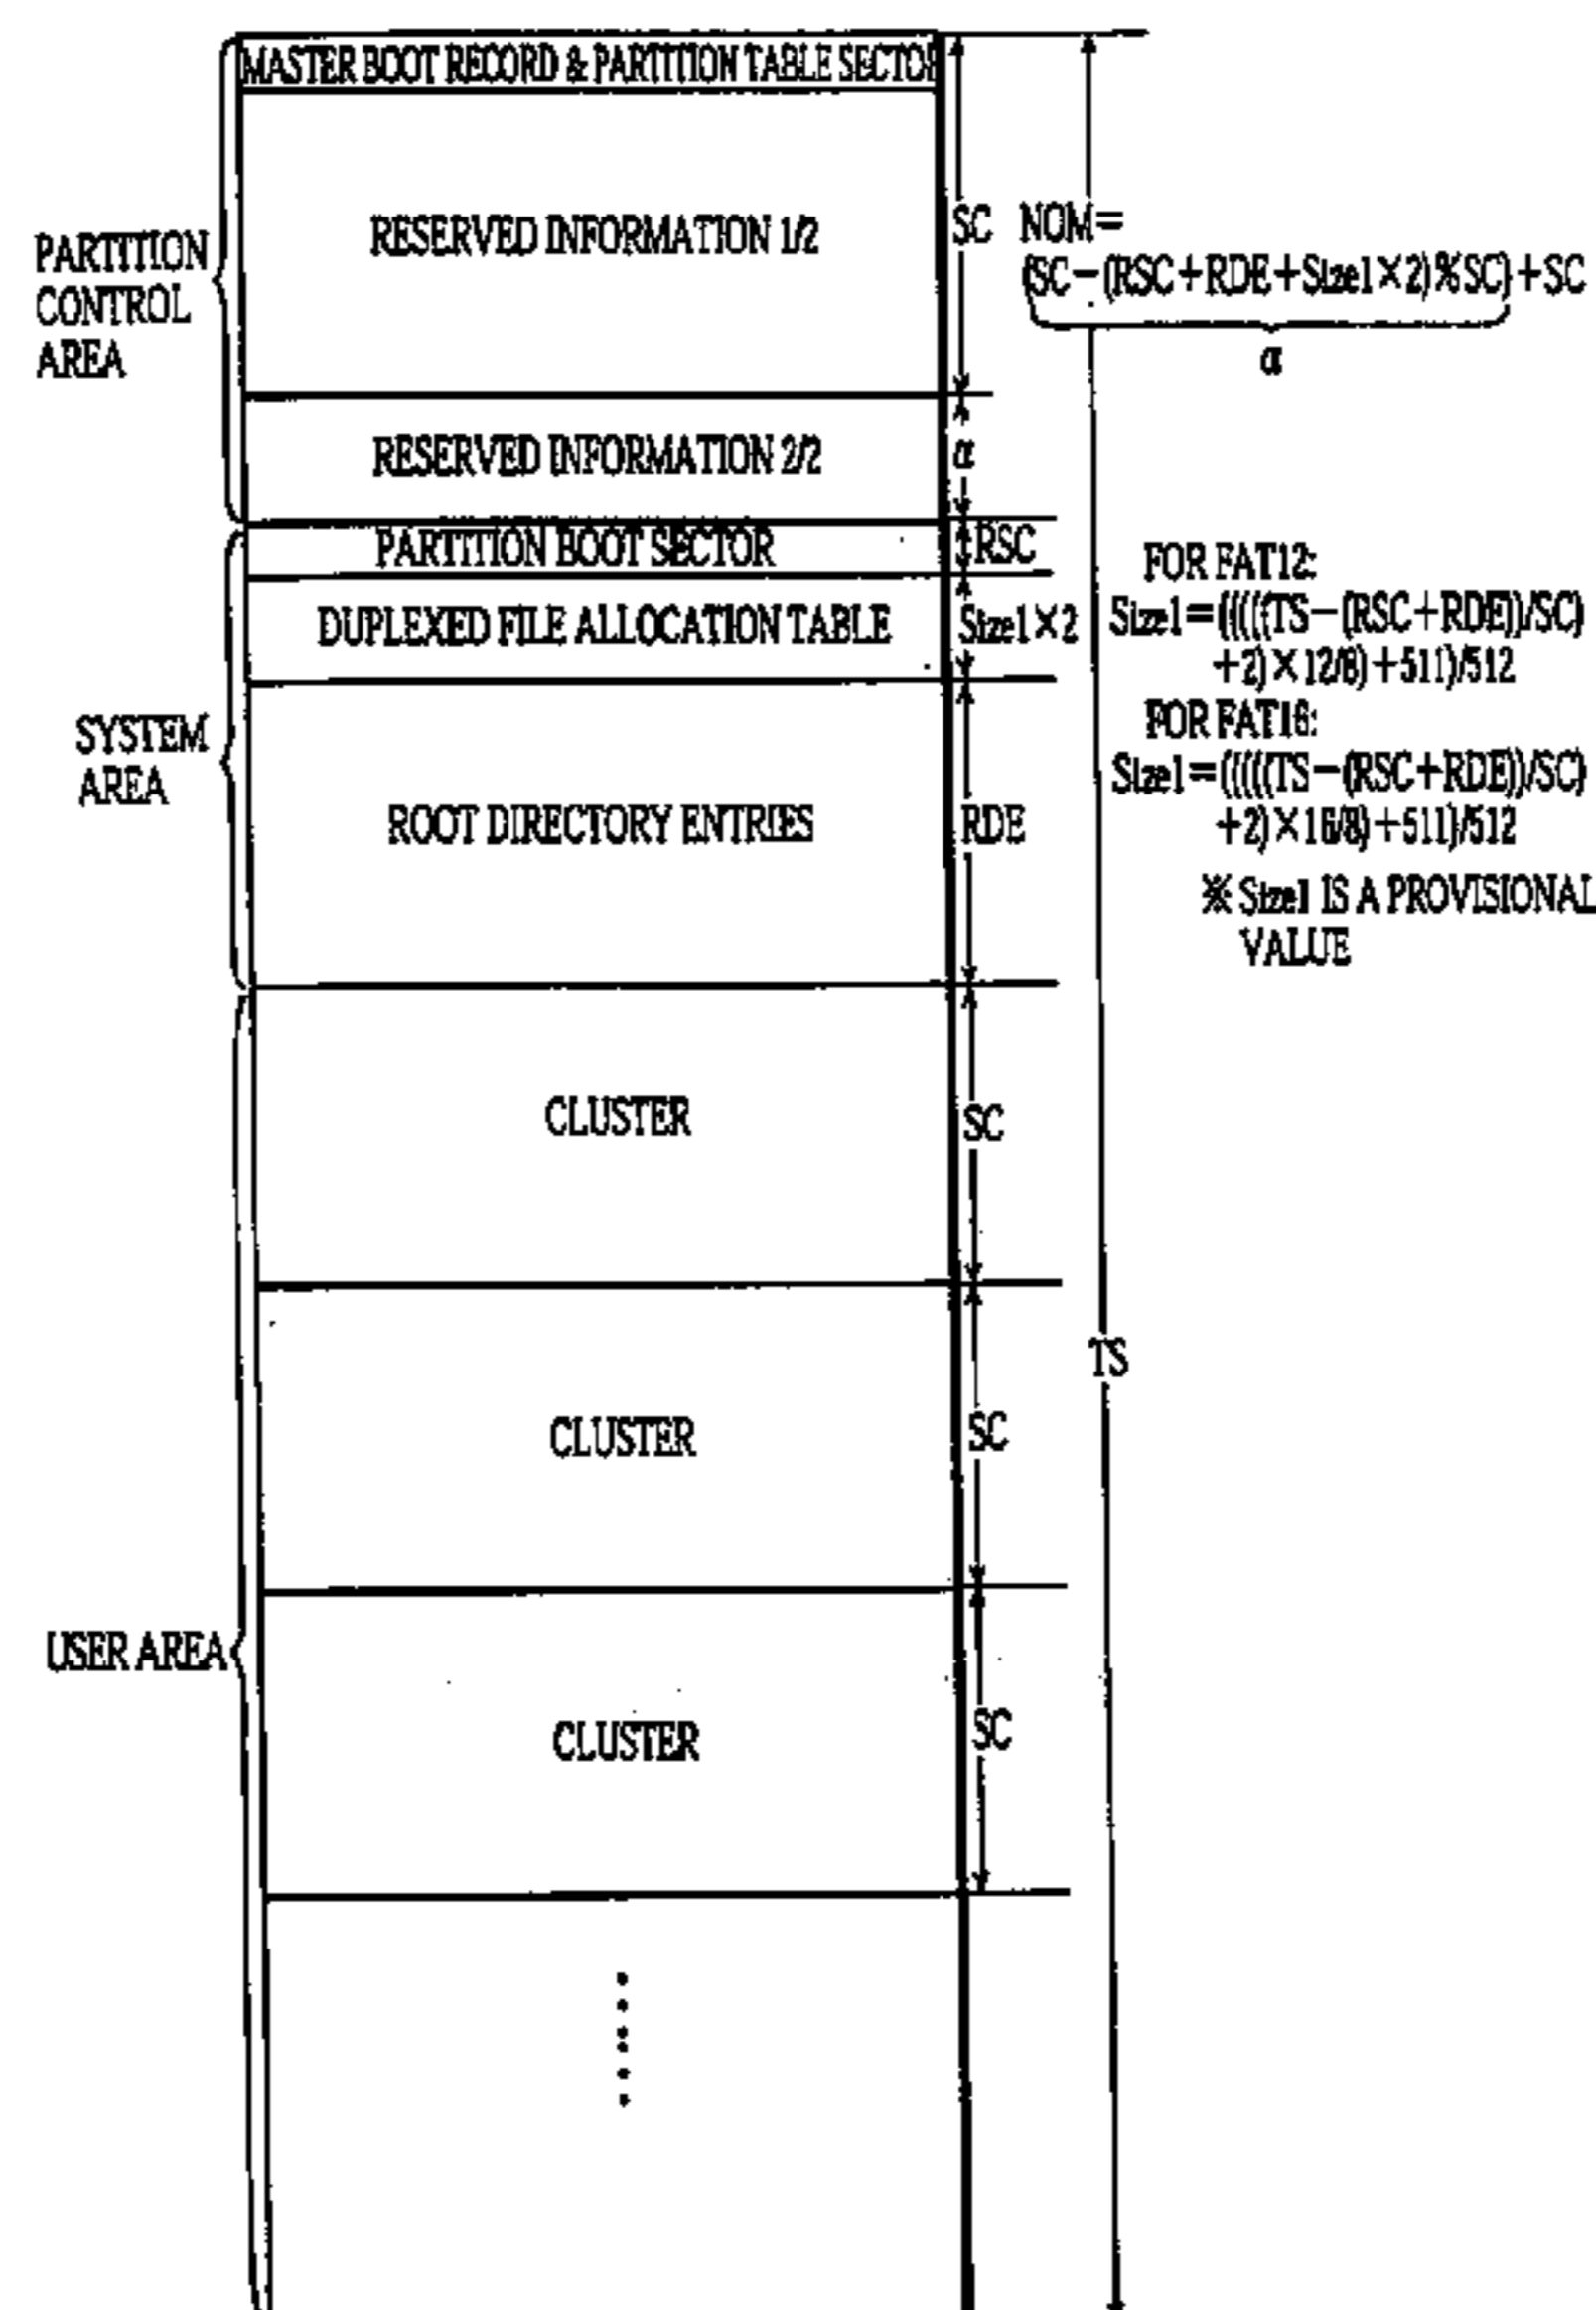 MASTER BOOT RECORD & PARTITION TABLE SECTOR
PARTITION
CONTROL
AREA
RESERVED INFORMATION 1/2
SC
NOM=
(SC−(RSC+RDE+Size1×2)%SC)+SC
α
RESERVED INFORMATION 2/2
α
PARTITION BOOT SECTOR
RSC
DUPLEXED FILE ALLOCATION TABLE
Size1×2
FOR FAT12:
Size1=(((((TS−(RSC+RDE))/SC)
+2)×12/8)+511)/512
FOR FAT16:
Size1=(((((TS−(RSC+RDE))/SC)
+2)×16/8)+511)/512
※ Size1 IS A PROVISIONAL
VALUE
SYSTEM
AREA
ROOT DIRECTORY ENTRIES
RDE
CLUSTER
SC
TS
CLUSTER
SC
USER AREA
CLUSTER
SC